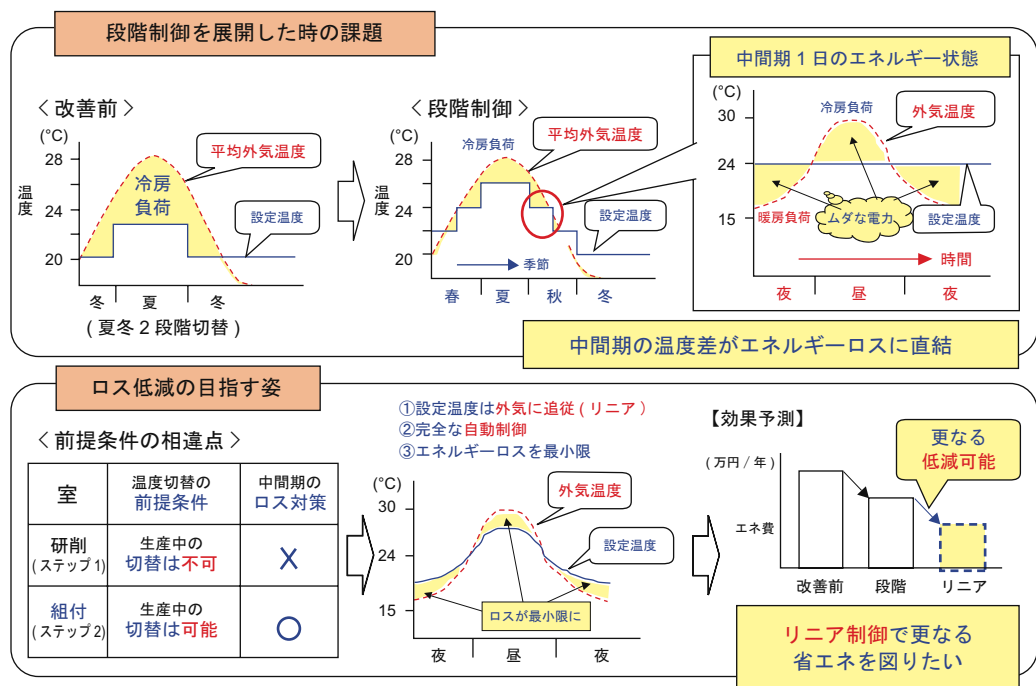 段階制御を展開した時の課題
＜改善前＞
(°C)
28
24
20
温度
平均外気温度
冷房
負荷
設定温度
冬
夏
冬
(夏冬２段階切替)
＜段階制御＞
(°C)
28
24
20
温度
冷房負荷
平均外気温度
設定温度
季節
春
夏
秋
冬
中間期１日のエネルギー状態
(°C)
30
24
15
冷房負荷
外気温度
暖房負荷
ムダな電力
設定温度
時間
夜
昼
夜
中間期の温度差がエネルギーロスに直結
ロス低減の目指す姿
＜前提条件の相違点＞
室
温度切替の
前提条件
中間期の
ロス対策
研削
(ステップ1)
生産中の
切替は不可
X
組付
(ステップ2)
生産中の
切替は可能
○
①設定温度は外気に追従(リニア)
②完全な自動制御
③エネルギーロスを最小限
(°C)
30
24
15
外気温度
設定温度
ロスが最小限に
夜
昼
夜
【効果予測】
(万円/年)
エネ費
更なる
低減可能
改善前
段階
リニア
リニア制御で更なる
省エネを図りたい